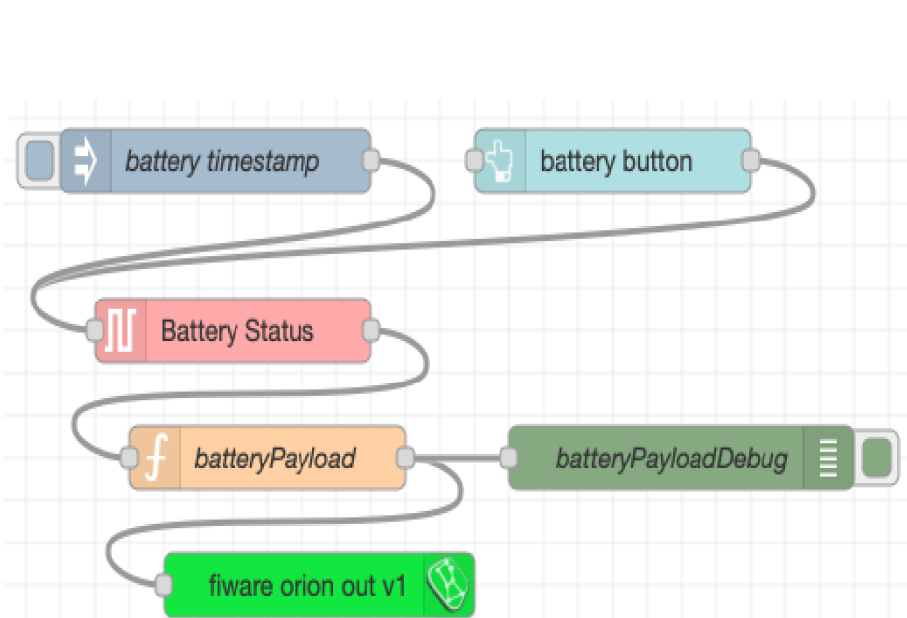 battery timestamp
battery button
Battery Status
batteryPayload
batteryPayloadDebug
fiware orion out v1